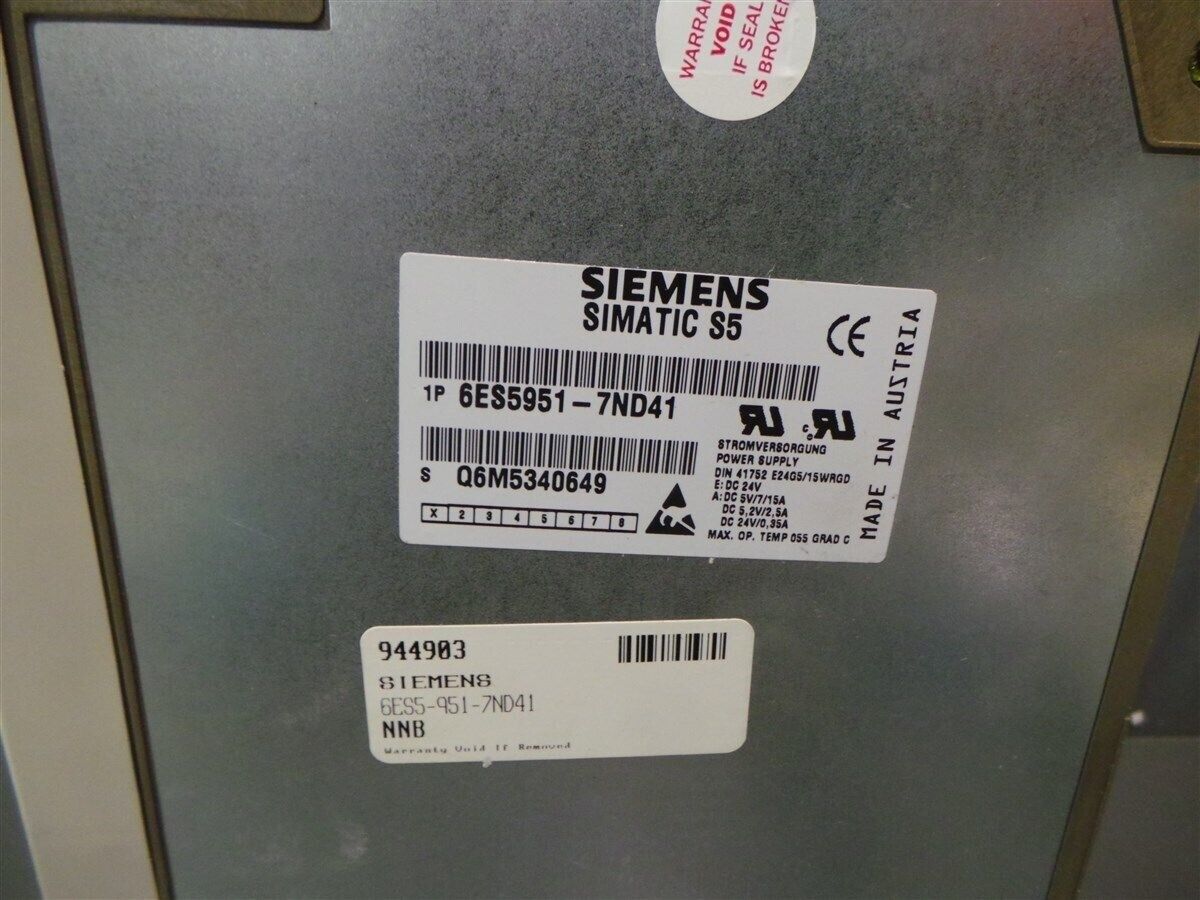 WARRAN
VOID
IF SEAL
IS BROKEN
SIEMENS
SIMATIC S5
CE
1P 6ES5951-7ND41
S Q6M5340649
X 2 3 4 5 6 7 8
STROMVERSORGUNG
POWER SUPPLY
DIN 41752 E24G5/15WRGD
E: DC 24V
A: DC 5V/7/15A
DC 5,2V/2,5A
DC 24V/0,35A
MAX. OP. TEMP 055 GRAD C
MADE IN AUSTRIA
944903
SIEMENS
6ES5-951-7ND41
NNB
Warranty Void If Removed